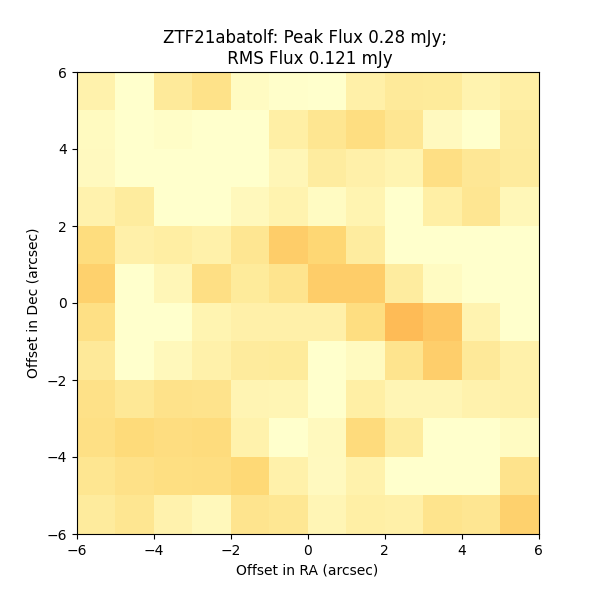 ZTF21abatolf: Peak Flux 0.28 mJy;
RMS Flux 0.121 mJy
6
4
2
0
−2
−4
−6
Offset in Dec (arcsec)
−6 −4 −2 0 2 4 6
Offset in RA (arcsec)